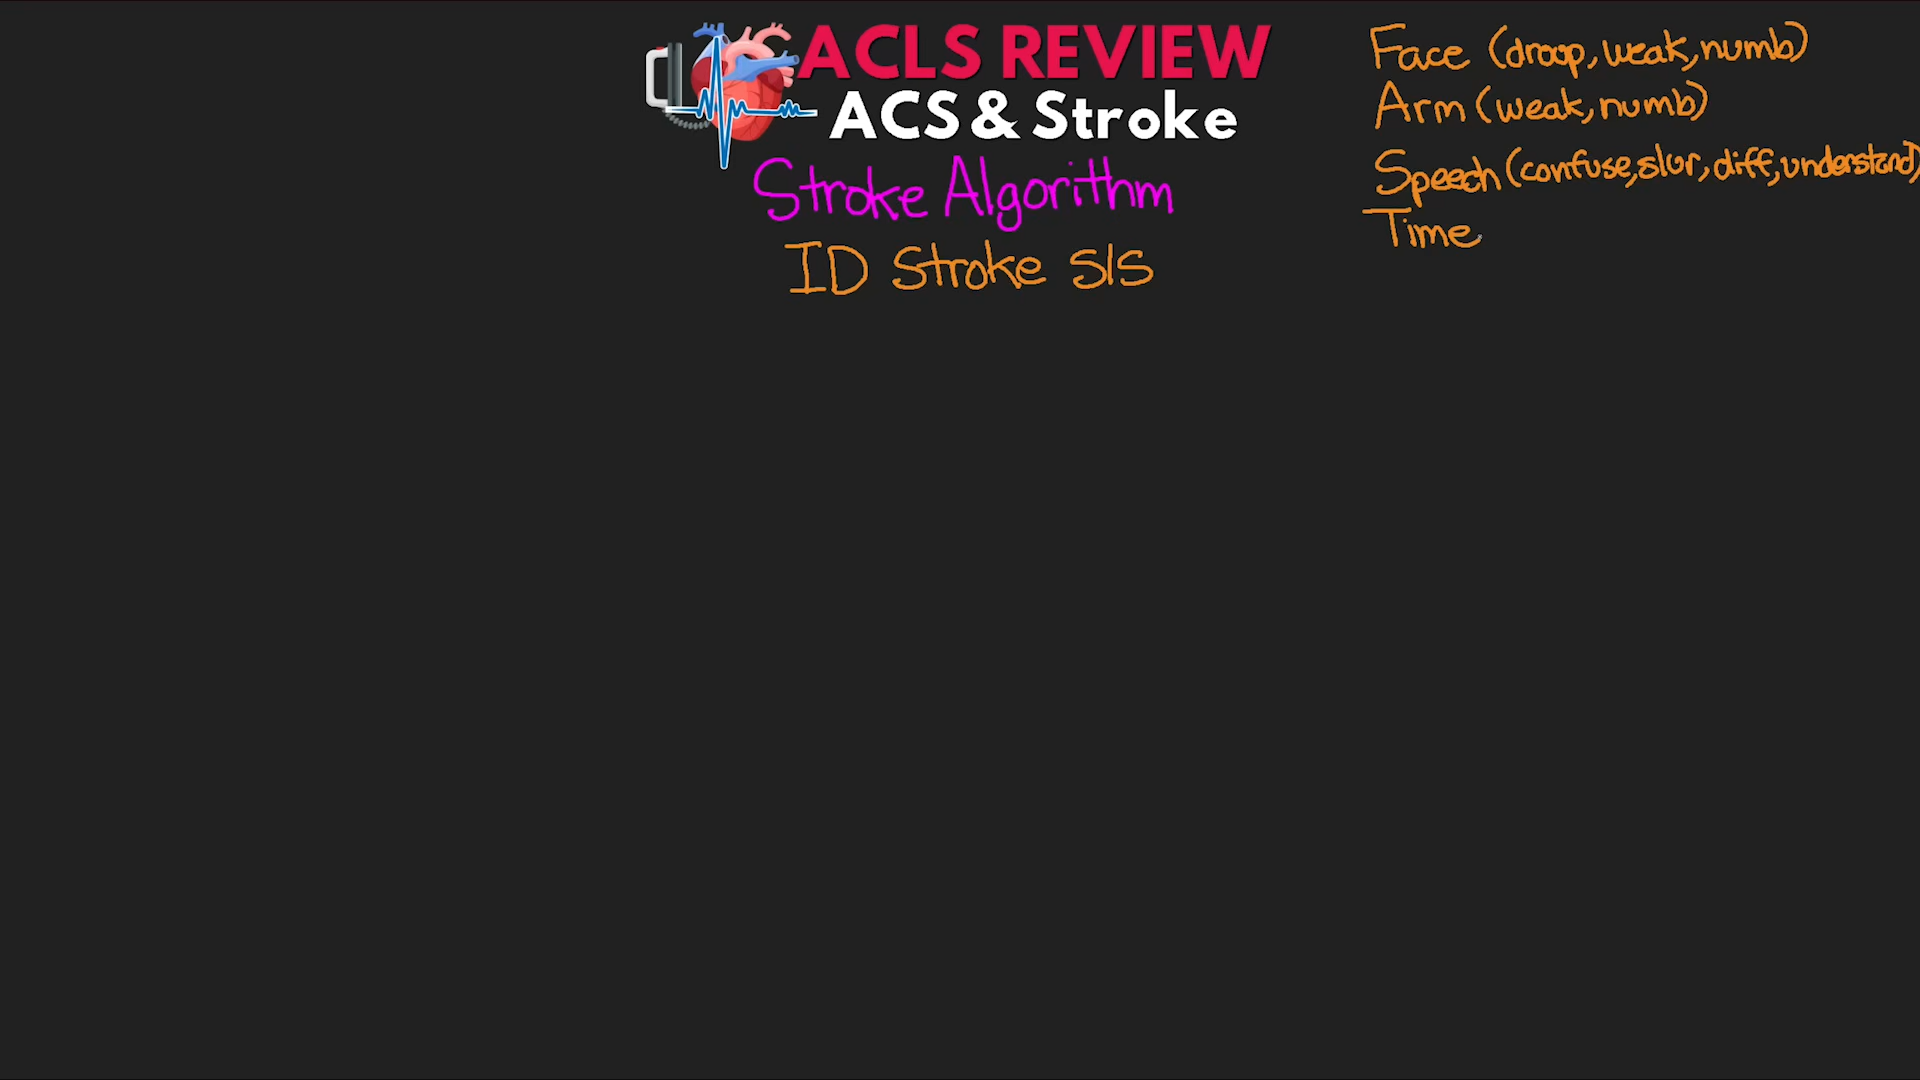 ACLS REVIEW
ACS & Stroke
Stroke Algorithm
ID Stroke S/S
Face (droop, weak, numb)
Arm (weak, numb)
Speech (confuse, slur, diff, understand)
Time